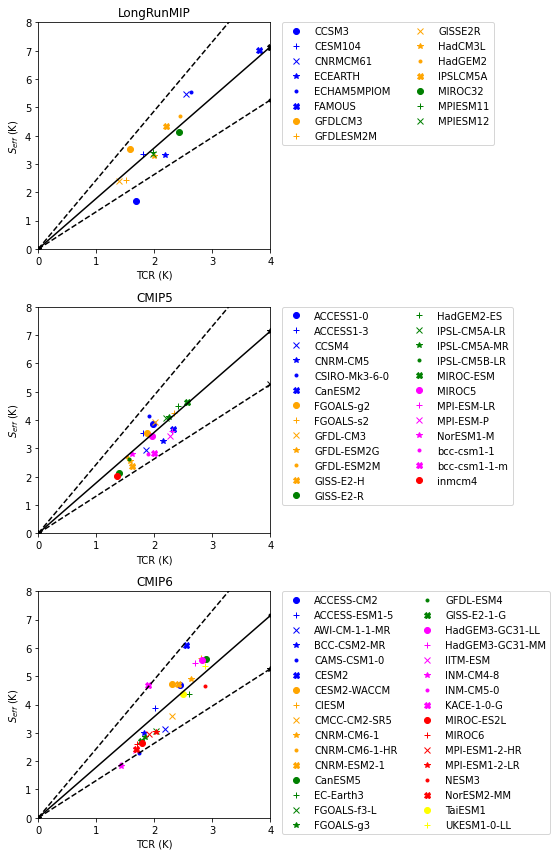 LongRunMIP
8
7
6
5
4
3
2
1
0
S_eff (K)
0 1 2 3 4
TCR (K)
CCSM3
CESM104
CNRMCM61
ECEARTH
ECHAM5MPIOM
FAMOUS
GFDLCM3
GFDLESM2M
GISSE2R
HadCM3L
HadGEM2
IPSLCM5A
MIROC32
MPIESM11
MPIESM12
CMIP5
8
7
6
5
4
3
2
1
0
S_eff (K)
0 1 2 3 4
TCR (K)
ACCESS1-0
ACCESS1-3
CCSM4
CNRM-CM5
CSIRO-Mk3-6-0
CanESM2
FGOALS-g2
FGOALS-s2
GFDL-CM3
GFDL-ESM2G
GFDL-ESM2M
GISS-E2-H
GISS-E2-R
HadGEM2-ES
IPSL-CM5A-LR
IPSL-CM5A-MR
IPSL-CM5B-LR
MIROC-ESM
MIROC5
MPI-ESM-LR
MPI-ESM-P
NorESM1-M
bcc-csm1-1
bcc-csm1-1-m
inmcm4
CMIP6
8
7
6
5
4
3
2
1
0
S_eff (K)
0 1 2 3 4
TCR (K)
ACCESS-CM2
ACCESS-ESM1-5
AWI-CM-1-1-MR
BCC-CSM2-MR
CAMS-CSM1-0
CESM2
CESM2-WACCM
CIESM
CMCC-CM2-SR5
CNRM-CM6-1
CNRM-CM6-1-HR
CNRM-ESM2-1
CanESM5
EC-Earth3
FGOALS-f3-L
FGOALS-g3
GFDL-ESM4
GISS-E2-1-G
HadGEM3-GC31-LL
HadGEM3-GC31-MM
IITM-ESM
INM-CM4-8
INM-CM5-0
KACE-1-0-G
MIROC-ES2L
MIROC6
MPI-ESM1-2-HR
MPI-ESM1-2-LR
NESM3
NorESM2-MM
TaiESM1
UKESM1-0-LL